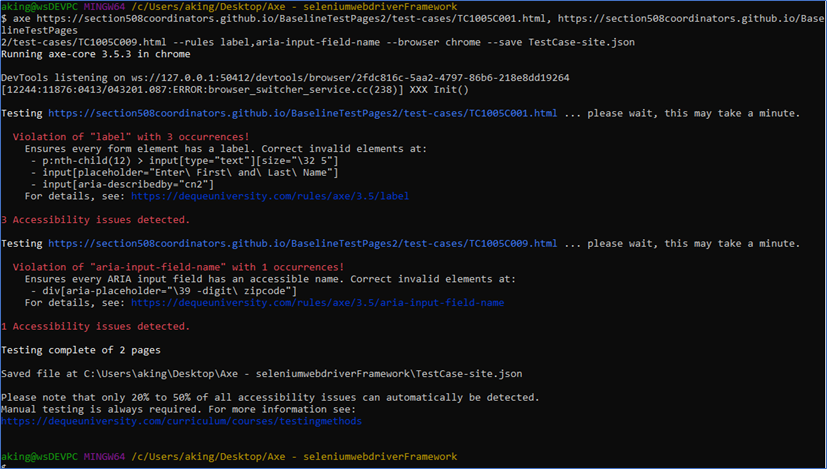 aking@wsDEVPC MINGW64 /c/Users/aking/Desktop/Axe - seleniumwebdriverFramework
$ axe https://section508coordinators.github.io/BaselineTestPages2/test-cases/TC1005C001.html, https://section508coordinators.github.io/Base
lineTestPages
2/test-cases/TC1005C009.html --rules label,aria-input-field-name --browser chrome --save TestCase-site.json
Running axe-core 3.5.3 in chrome
DevTools listening on ws://127.0.0.1:50412/devtools/browser/2fdc816c-5aa2-4797-86b6-218e8dd19264
[12244:11876:0413/043201.087:ERROR:browser_switcher_service.cc(238)] XXX Init()
Testing https://section508coordinators.github.io/BaselineTestPages2/test-cases/TC1005C001.html ... please wait, this may take a minute.
Violation of "label" with 3 occurrences!
Ensures every form element has a label. Correct invalid elements at:
- p:nth-child(12) > input[type="text"][size="\32 5"]
- input[placeholder="Enter\ First\ and\ Last\ Name"]
- input[aria-describedby="cn2"]
For details, see: https://dequeuniversity.com/rules/axe/3.5/label
3 Accessibility issues detected.
Testing https://section508coordinators.github.io/BaselineTestPages2/test-cases/TC1005C009.html ... please wait, this may take a minute.
Violation of "aria-input-field-name" with 1 occurrences!
Ensures every ARIA input field has an accessible name. Correct invalid elements at:
- div[aria-placeholder="\39 -digit\ zipcode"]
For details, see: https://dequeuniversity.com/rules/axe/3.5/aria-input-field-name
1 Accessibility issues detected.
Testing complete of 2 pages
Saved file at C:\Users\aking\Desktop\Axe - seleniumwebdriverFramework\TestCase-site.json
Please note that only 20% to 50% of all accessibility issues can automatically be detected.
Manual testing is always required. For more information see:
https://dequeuniversity.com/curriculum/courses/testingmethods
aking@wsDEVPC MINGW64 /c/Users/aking/Desktop/Axe - seleniumwebdriverFramework
$